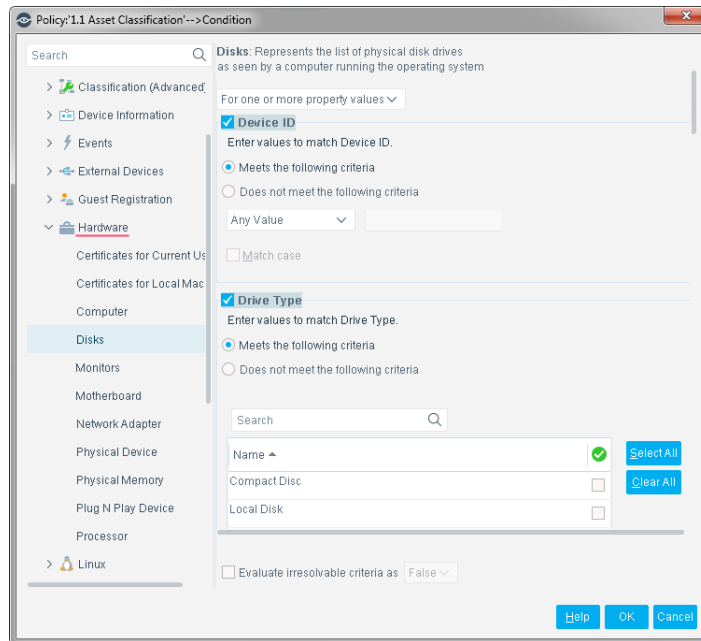 Policy:'1.1 Asset Classification'-->Condition
Search
Classification (Advanced)
Device Information
Events
External Devices
Guest Registration
Hardware
Certificates for Current Us
Certificates for Local Mac
Computer
Disks
Monitors
Motherboard
Network Adapter
Physical Device
Physical Memory
Plug N Play Device
Processor
Linux
Disks: Represents the list of physical disk drives
as seen by a computer running the operating system
For one or more property values
Device ID
Enter values to match Device ID.
Meets the following criteria
Does not meet the following criteria
Any Value
Match case
Drive Type
Enter values to match Drive Type.
Meets the following criteria
Does not meet the following criteria
Search
Name
Select All
Compact Disc
Clear All
Local Disk
Evaluate irresolvable criteria as False
Help OK Cancel